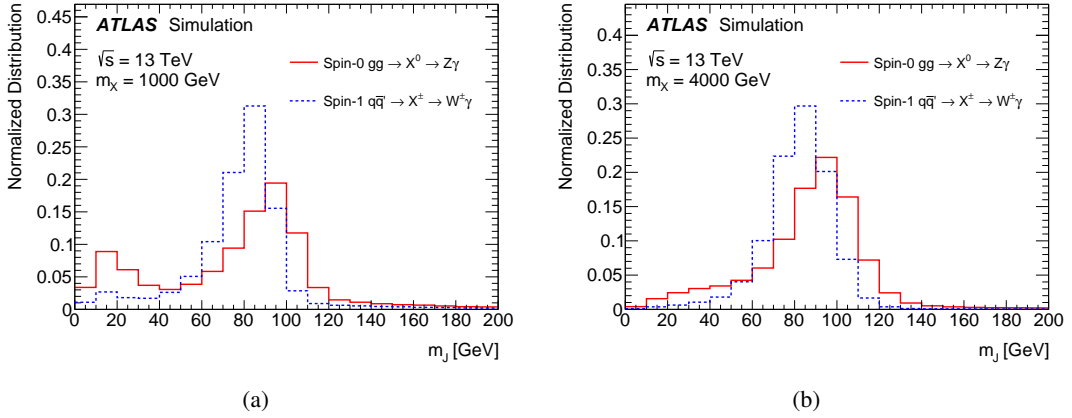 Normalized Distribution
0.45
0.4
0.35
0.3
0.25
0.2
0.15
0.1
0.05
0
ATLAS Simulation
√s = 13 TeV
m_X = 1000 GeV
Spin-0 gg → X⁰ → Zγ
Spin-1 qq̄' → X± → W±γ
0 20 40 60 80 100 120 140 160 180 200
m_J [GeV]
(a)
Normalized Distribution
0.4
0.35
0.3
0.25
0.2
0.15
0.1
0.05
0
ATLAS Simulation
√s = 13 TeV
m_X = 4000 GeV
Spin-0 gg → X⁰ → Zγ
Spin-1 qq̄' → X± → W±γ
0 20 40 60 80 100 120 140 160 180 200
m_J [GeV]
(b)